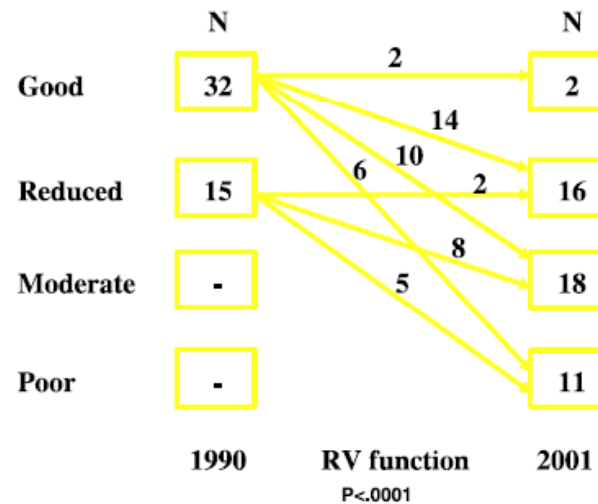 N N
2
Good 32 2
14
6 10
Reduced 15 2 16
8
Moderate - 5 18
Poor - 11
1990 RV function 2001
P<.0001